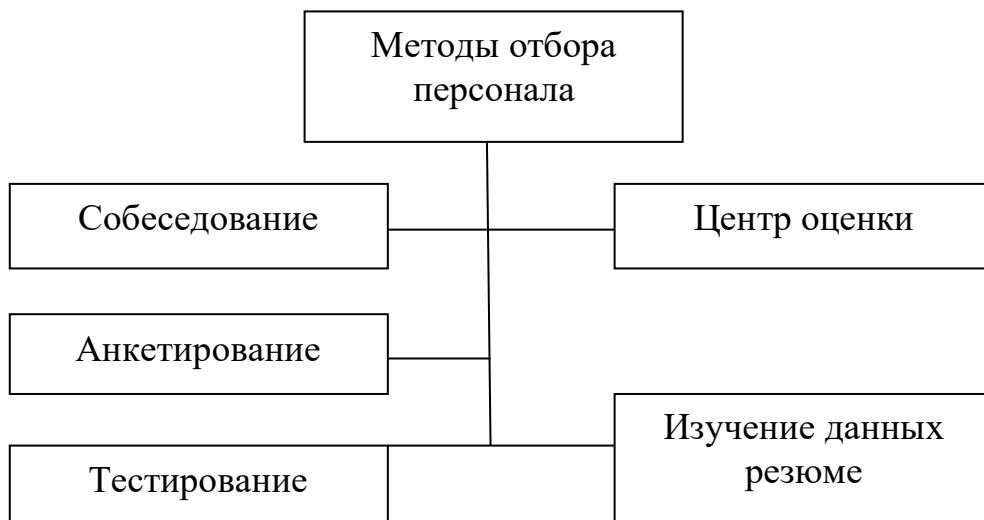 Методы отбора
персонала
Собеседование
Центр оценки
Анкетирование
Изучение данных
резюме
Тестирование